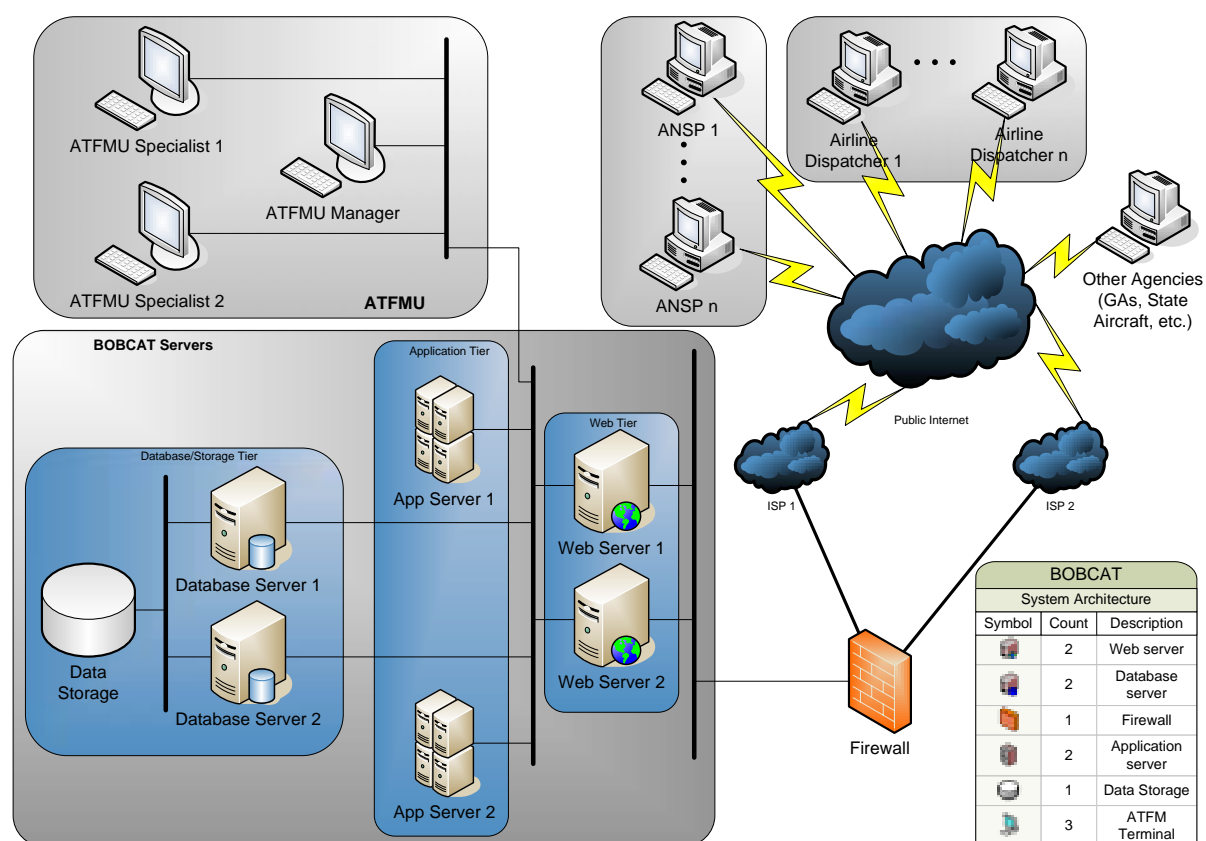 ATFMU Specialist 1
ATFMU Manager
ATFMU Specialist 2
ATFMU
ANSP 1
ANSP n
Airline
Dispatcher 1
Airline
Dispatcher n
Other Agencies
(GAs, State
Aircraft, etc.)
Public Internet
ISP 1
ISP 2
Firewall
BOBCAT Servers
Application Tier
App Server 1
App Server 2
Web Tier
Web Server 1
Web Server 2
Database/Storage Tier
Database Server 1
Database Server 2
Data
Storage
BOBCAT
System Architecture
Symbol Count Description
2 Web server
2 Database
server
1 Firewall
2 Application
server
1 Data Storage
3 ATFM
Terminal